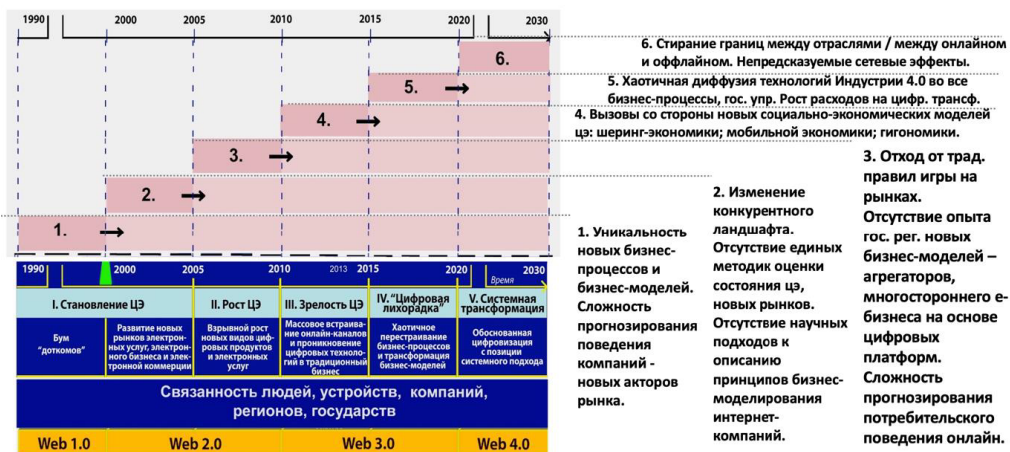 1990 2000 2005 2010 2015 2020 2030
6.
5.
4.
3.
2.
1.
6. Стирание границ между отраслями / между онлайном
и оффлайном. Непредсказуемые сетевые эффекты.
5. Хаотичная диффузия технологий Индустрии 4.0 во все
бизнес-процессы, гос. упр. Рост расходов на цифр. трансф.
4. Вызовы со стороны новых социально-экономических моделей
цэ: шеринг-экономики; мобильной экономики; гигономики.
1. Уникальность
новых бизнес-
процессов и
бизнес-моделей.
Сложность
прогнозирования
поведения
компаний -
новых акторов
рынка.
2. Изменение
конкурентного
ландшафта.
Отсутствие единых
методик оценки
состояния цэ,
новых рынков.
Отсутствие научных
подходов к
описанию
принципов бизнес-
моделирования
интернет-
компаний.
3. Отход от трад.
правил игры на
рынках.
Отсутствие опыта
гос. рег. новых
бизнес-моделей –
агрегаторов,
многостороннего е-
бизнеса на основе
цифровых
платформ.
Сложность
прогнозирования
потребительского
поведения онлайн.
1990 2000 2005 2010 2013 2015 2020 2030
Время
I. Становление ЦЭ
II. Рост ЦЭ
III. Зрелость ЦЭ
IV. "Цифровая
лихорадка"
V. Системная
трансформация
Бум
"доткомов"
Развитие новых
рынков электрон-
ных услуг, электрон-
ного бизнеса и элек-
тронной коммерции
Взрывной рост
новых видов циф-
ровых продуктов
и электронных
услуг
Массовое встраива-
ние онлайн-каналов
и проникновение
цифровых техноло-
гий в традиционный
бизнес
Хаотичное
перестраивание
бизнес-процессов
и трансформация
бизнес-моделей
Обоснованная
цифровизация
с позиции
системного подхода
Связанность людей, устройств, компаний,
регионов, государств
Web 1.0 Web 2.0 Web 3.0 Web 4.0